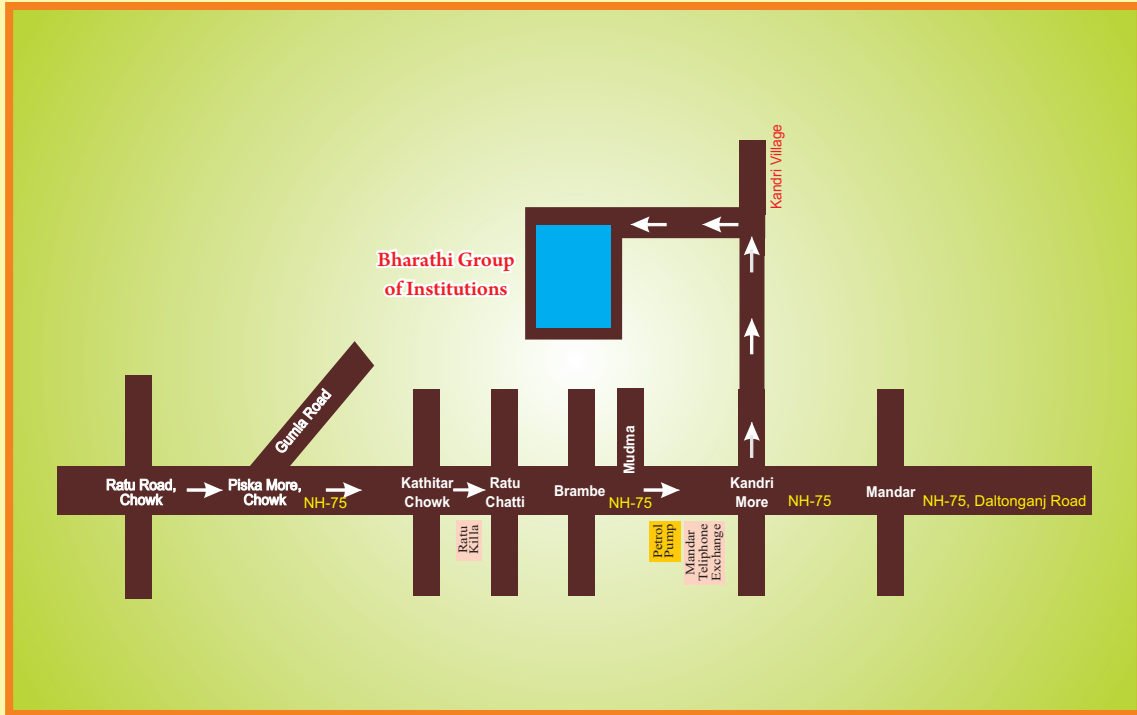 Kandri Village
Bharathi Group
of Institutions
Gumla Road
Mudma
Ratu Road,
Chowk
Piska More,
Chowk
NH-75
Kathitar
Chowk
Ratu
Chatti
Brambe
NH-75
Kandri
More
NH-75
Mandar
NH-75, Daltonganj Road
Ratu
Killa
Petrol
Pump
Mandar
Teliphone
Exchange